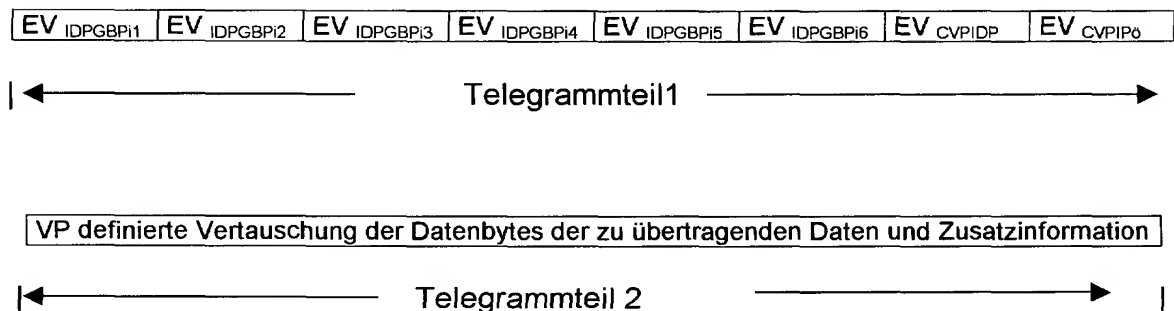 EV IDPGBPi1 EV IDPGBPi2 EV IDPGBPi3 EV IDPGBPi4 EV IDPGBPi5 EV IDPGBPi6 EV CVPIDP EV CVPIPö
Telegrammteil1
VP definierte Vertauschung der Datenbytes der zu übertragenden Daten und Zusatzinformation
Telegrammteil 2